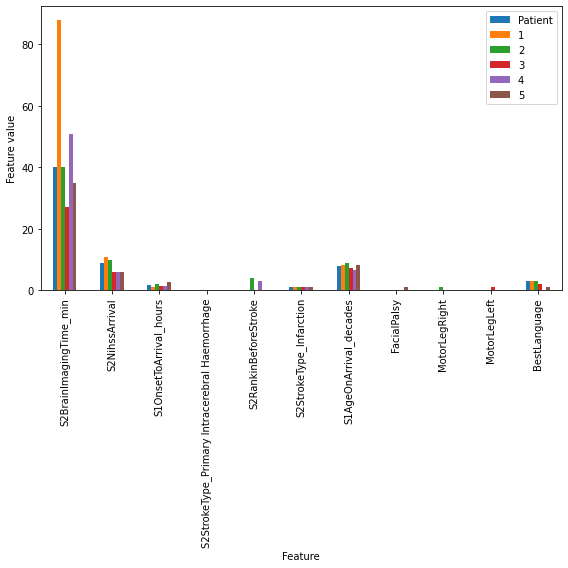 Patient
1
2
3
4
5
80
60
40
20
0
Feature value
S2BrainImagingTime_min
S2NihssArrival
S1OnsetToArrival_hours
S2StrokeType_Primary Intracerebral Haemorrhage
S2RankinBeforeStroke
S2StrokeType_Infarction
S1AgeOnArrival_decades
FacialPalsy
MotorLegRight
MotorLegLeft
BestLanguage
Feature